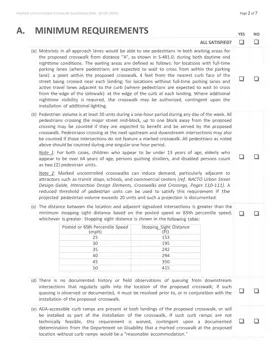 Page 2 of 7
A. MINIMUM REQUIREMENTS
YES NO
ALL SATISFIED?
(a) Motorists in all approach lanes would be able to see pedestrians in both working areas for
the proposed crosswalk from distance "A", as shown in S-481.0, during both daytime and
nighttime conditions. The waiting areas are defined as follows: for locations with full-time
parking lanes (where pedestrians are expected to wait to cross from within the parking
lane), a point within the proposed crosswalk, 4 feet from the nearest curb face of the
street being crossed near each landing; for locations without full-time parking lanes and
active travel lanes adjacent to the curb (where pedestrians are expected to wait to cross
from the edge of the sidewalk) at the edge of the curb at each landing. Where additional
nighttime visibility is required, the crosswalk may be authorized, contingent upon the
installation of additional lighting.
(b) Pedestrian volume is at least 20 units during a one-hour period during any day of the week. All
pedestrians crossing the major street mid-block, up to one block away from the proposed
crossing may be counted if they are expected to benefit and be served by the proposed
crosswalk. Pedestrians crossing at the next upstream and downstream intersections may also
be counted if those intersections do not feature a marked crosswalk. All pedestrians as noted
above should be counted during one singular one-hour period.
Note 1: For both cases, children who appear to be under 13 years of age, elderly who
appear to be over 64 years of age, persons pushing strollers, and disabled persons count
as two (2) pedestrian units.
Note 2: Marked uncontrolled crosswalks can induce demand, particularly adjacent to
attractors such as transit stops, schools, and commercial centers (ref. NACTO Urban Street
Design Guide, Intersection Design Elements, Crosswalks and Crossings, Pages 110-111). A
reduced threshold of pedestrian units can be used to satisfy this requirement if the
projected pedestrian volume exceeds 20 units and such a projection is documented.
(c) The distance between the location and adjacent signalized intersections is greater than the
minimum stopping sight distance based on the posted speed or 85th percentile speed,
whichever is greater. Stopping sight distance is shown in the following table:
Posted or 85th Percentile Speed Stopping Sight Distance
(mph) (ft)
25 153
30 195
35 242
40 294
45 350
50 411
(d) There is no documented history or field observations of queuing from downstream
intersections that regularly spills into the location of the proposed crosswalk; if such
queuing is observed or documented, it must be resolved prior to, or in conjunction with the
installation of the proposed crosswalk.
(e) ADA-accessible curb ramps are present at both landings of the proposed crosswalk, or will
be installed as part of the installation of the crosswalk. If such curb ramps are not
technically feasible, this requirement is waived, contingent upon a documented
determination from the Department on Disability that a marked crosswalk at the proposed
location without curb ramps would be a "reasonable accommodation."